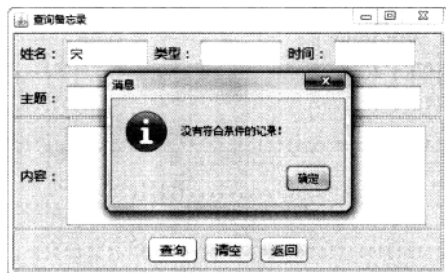 查询备忘录
姓名： 灾 类型： 时间：
消息
主题：
没有符合条件的记录!
内容：
确定
查询 清空 返回